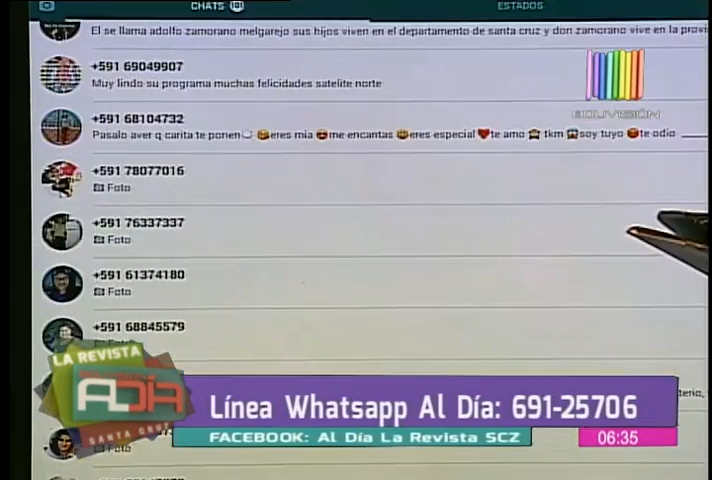 CHATS 181
ESTADOS
El se llama adolfo zamorano melgarejo sus hijos viven en el departamento de santa cruz y don zamorano vive en la provi
+591 69049907
Muy lindo su programa muchas felicidades satelite norte
BOLIVISIÓN
+591 68104732
Pasalo aver q carita te ponen eres mia me encantas eres especial te amo tkm soy tuyo te odio
+591 78077016
Foto
+591 76337337
Foto
+591 61374180
Foto
+591 68845579
Foto
LA REVISTA
AL DÍA
SANTA CRUZ
Línea Whatsapp Al Día: 691-25706
FACEBOOK: Al Día La Revista SCZ
06:35
Foto